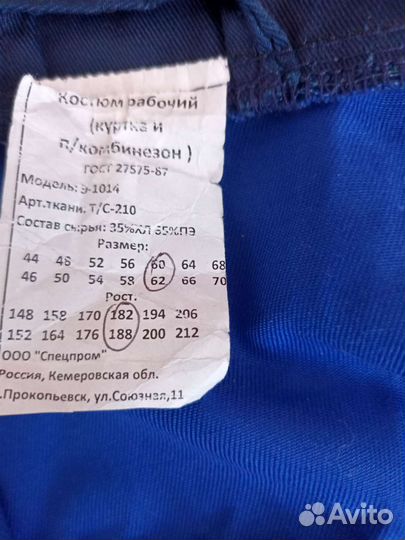 Костюм рабочий
(куртка и
п/комбинезон )
ГОСТ 27575-87
Модель: Э-1014
Арт.ткани. Т/С-210
Состав сырья: 35%ХЛ 65%ПЭ
Размер:
44 48 52 56 60 64 68
46 50 54 58 62 66 70
Рост.
148 158 170 182 194 206
152 164 176 188 200 212
ООО "Спецпром"
Россия, Кемеровская обл.
г.Прокопьевск, ул.Союзная,11
Avito